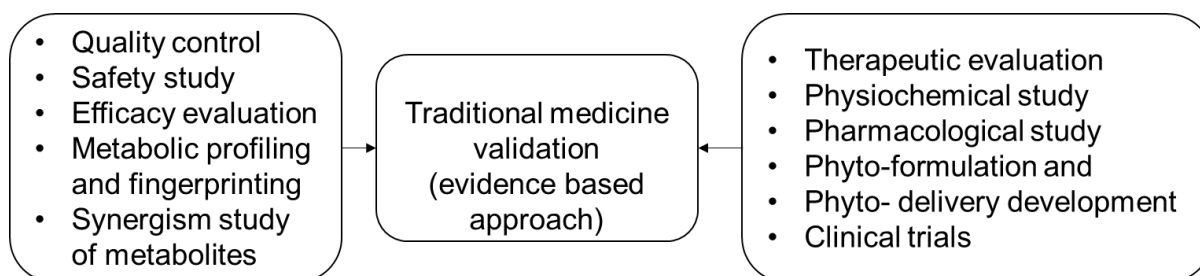 • Quality control
• Safety study
• Efficacy evaluation
• Metabolic profiling
and fingerprinting
• Synergism study
of metabolites
Traditional medicine
validation
(evidence based
approach)
• Therapeutic evaluation
• Physiochemical study
• Pharmacological study
• Phyto-formulation and
• Phyto- delivery development
• Clinical trials